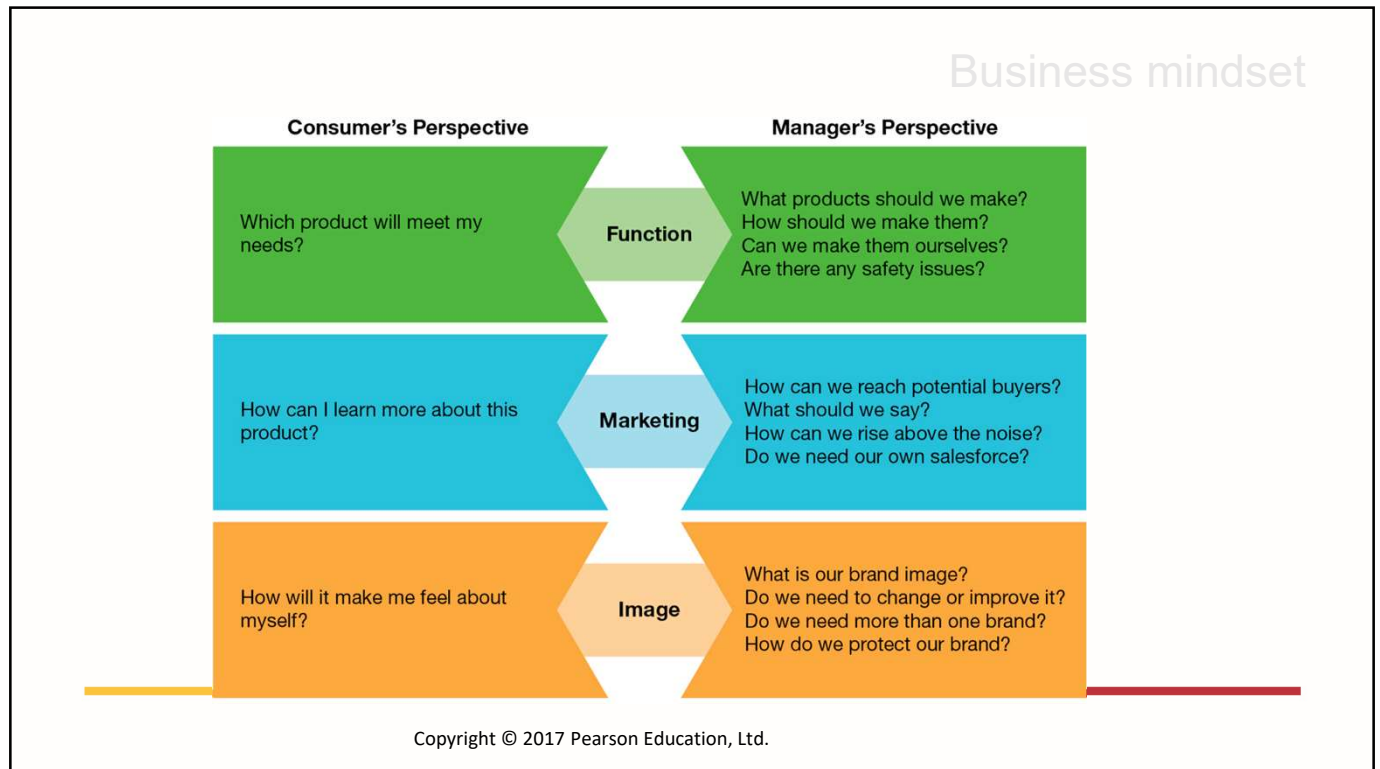 Business mindset
Consumer's Perspective
Manager's Perspective
Which product will meet my
needs?
Function
What products should we make?
How should we make them?
Can we make them ourselves?
Are there any safety issues?
How can I learn more about this
product?
Marketing
How can we reach potential buyers?
What should we say?
How can we rise above the noise?
Do we need our own salesforce?
How will it make me feel about
myself?
Image
What is our brand image?
Do we need to change or improve it?
Do we need more than one brand?
How do we protect our brand?
Copyright © 2017 Pearson Education, Ltd.